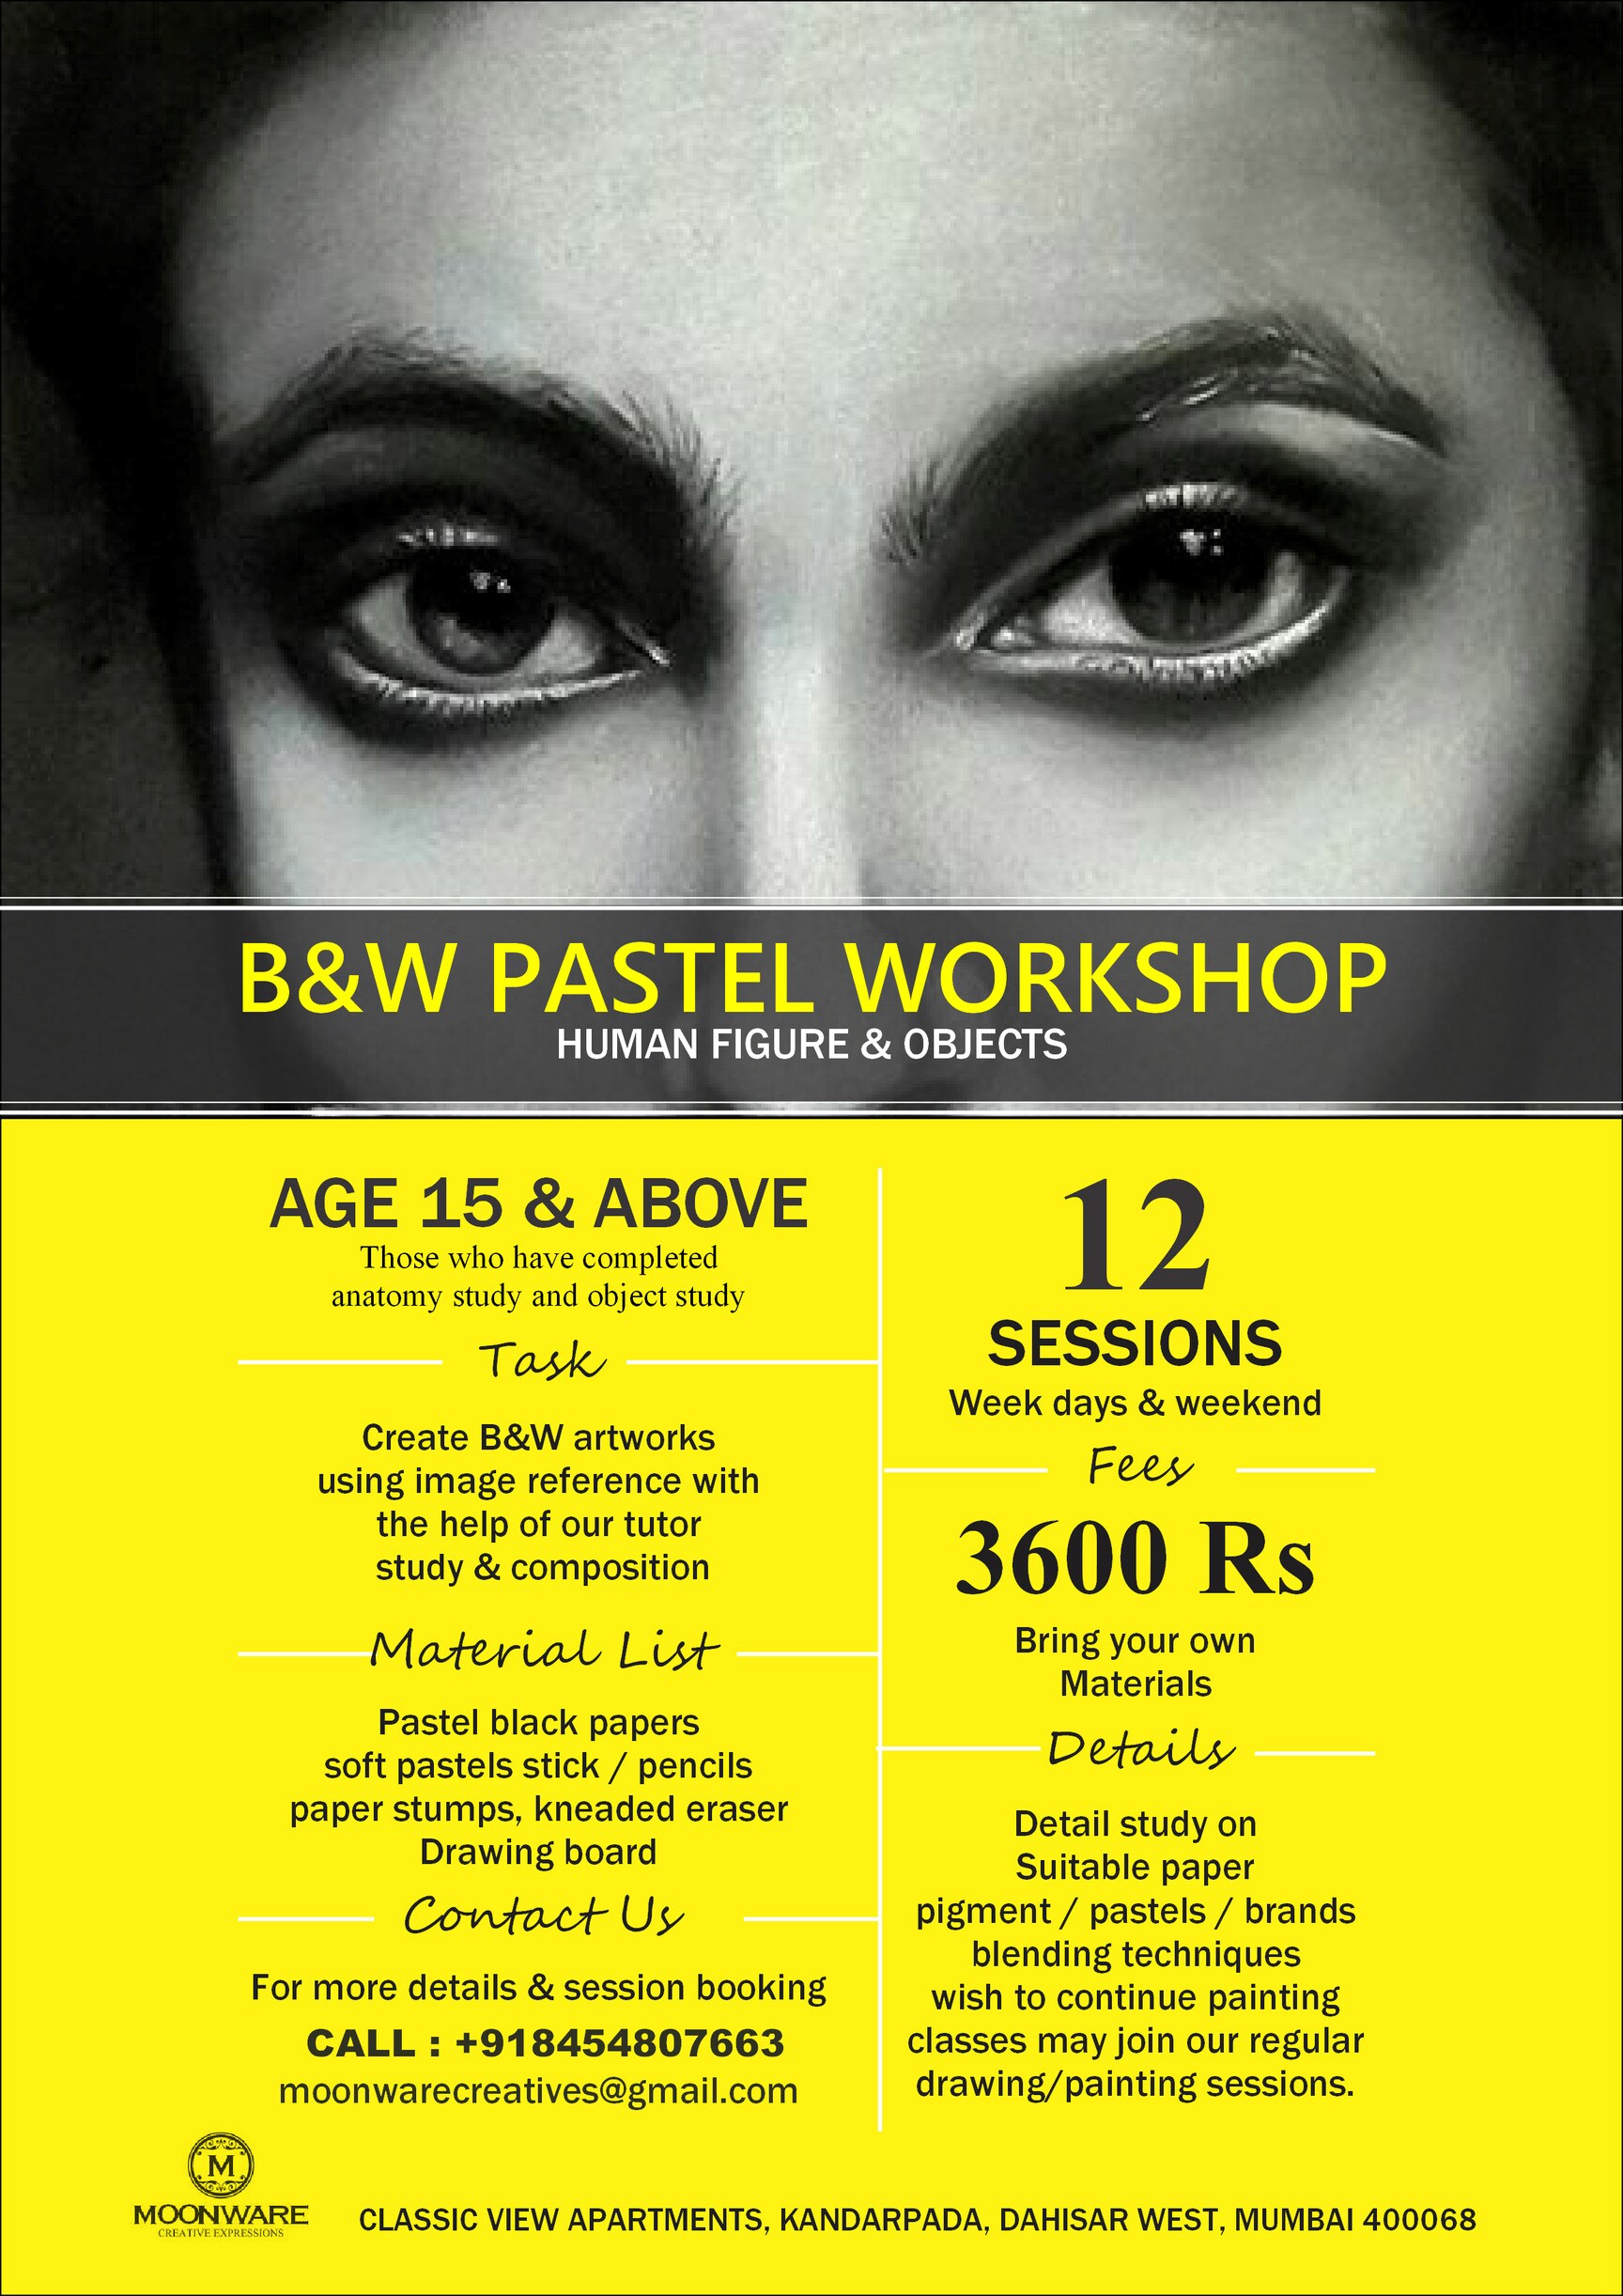 B&W PASTEL WORKSHOP
HUMAN FIGURE & OBJECTS
AGE 15 & ABOVE
Those who have completed
anatomy study and object study
Task
Create B&W artworks
using image reference with
the help of our tutor
study & composition
Material List
Pastel black papers
soft pastels stick / pencils
paper stumps, kneaded eraser
Drawing board
Contact Us
For more details & session booking
CALL : +918454807663
moonwarecreatives@gmail.com
12
SESSIONS
Week days & weekend
Fees
3600 Rs
Bring your own
Materials
Details
Detail study on
Suitable paper
pigment / pastels / brands
blending techniques
wish to continue painting
classes may join our regular
drawing/painting sessions.
M
MOONWARE
CREATIVE EXPRESSIONS
CLASSIC VIEW APARTMENTS, KANDARPADA, DAHISAR WEST, MUMBAI 400068